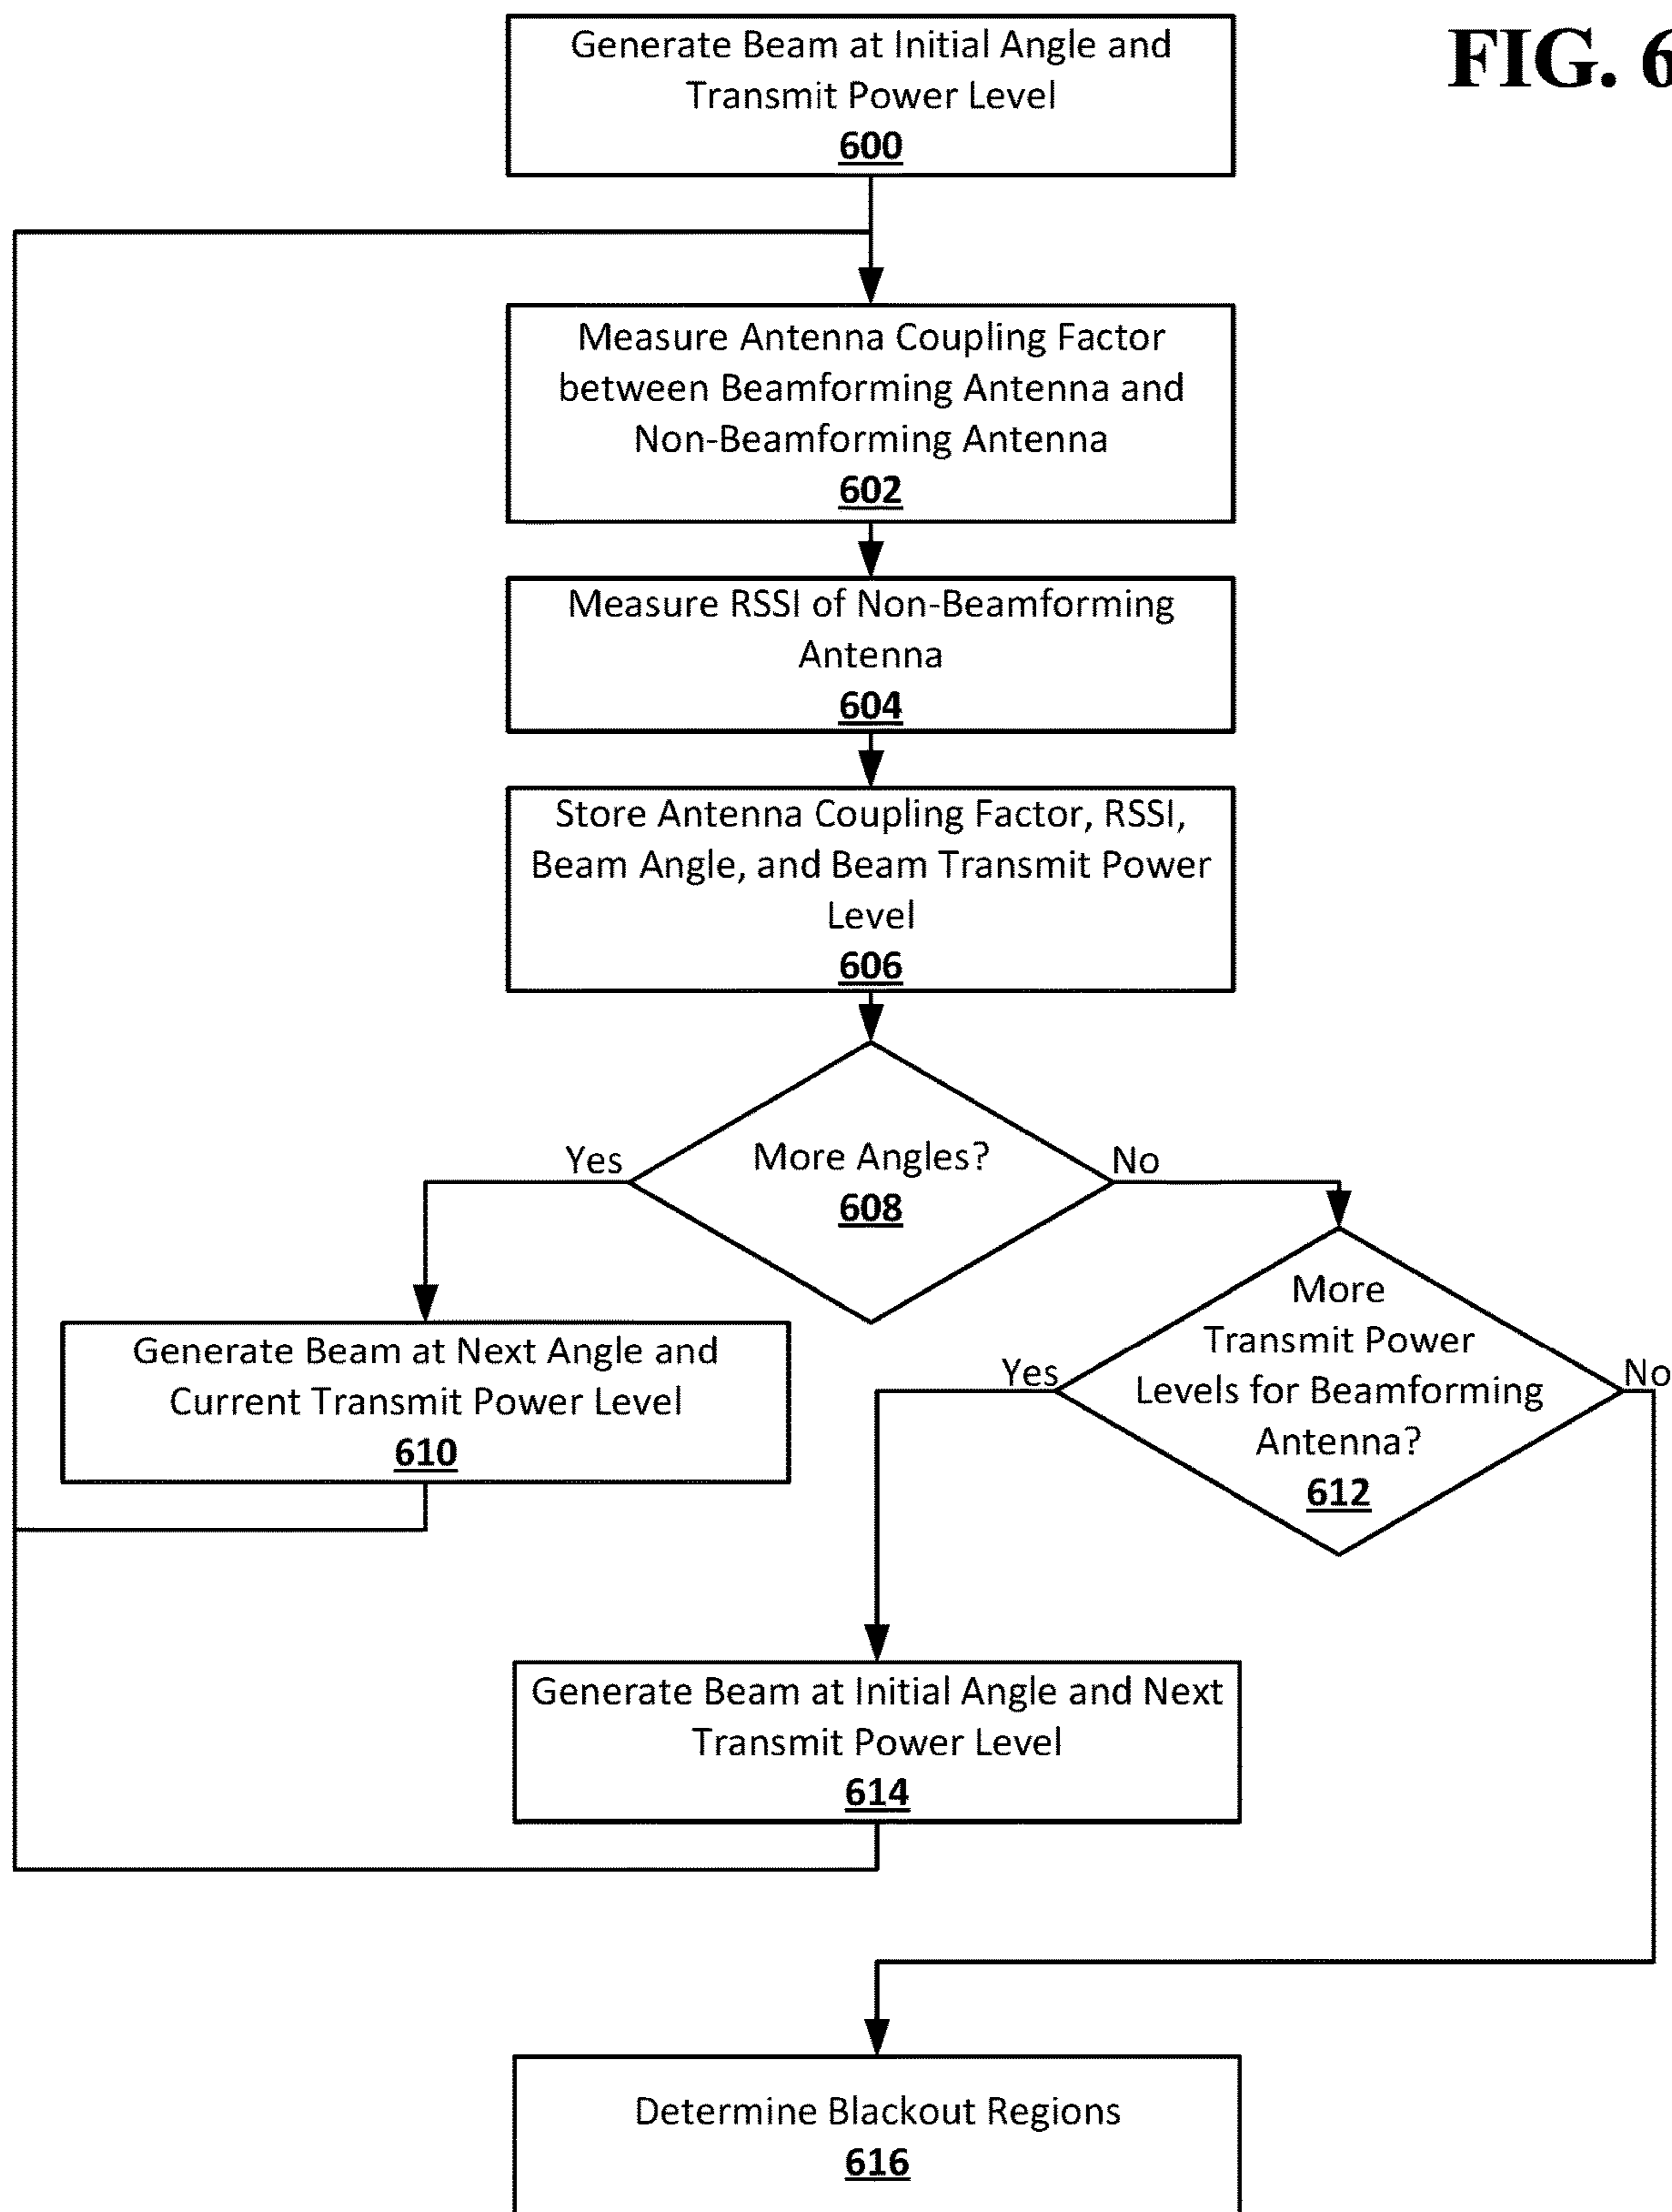 Generate Beam at Initial Angle and
Transmit Power Level
600
FIG. 6
Measure Antenna Coupling Factor
between Beamforming Antenna and
Non-Beamforming Antenna
602
Measure RSSI of Non-Beamforming
Antenna
604
Store Antenna Coupling Factor, RSSI,
Beam Angle, and Beam Transmit Power
Level
606
Yes
More Angles?
608
No
Generate Beam at Next Angle and
Current Transmit Power Level
610
Yes
More
Transmit Power
Levels for Beamforming
Antenna?
612
No
Generate Beam at Initial Angle and Next
Transmit Power Level
614
Determine Blackout Regions
616